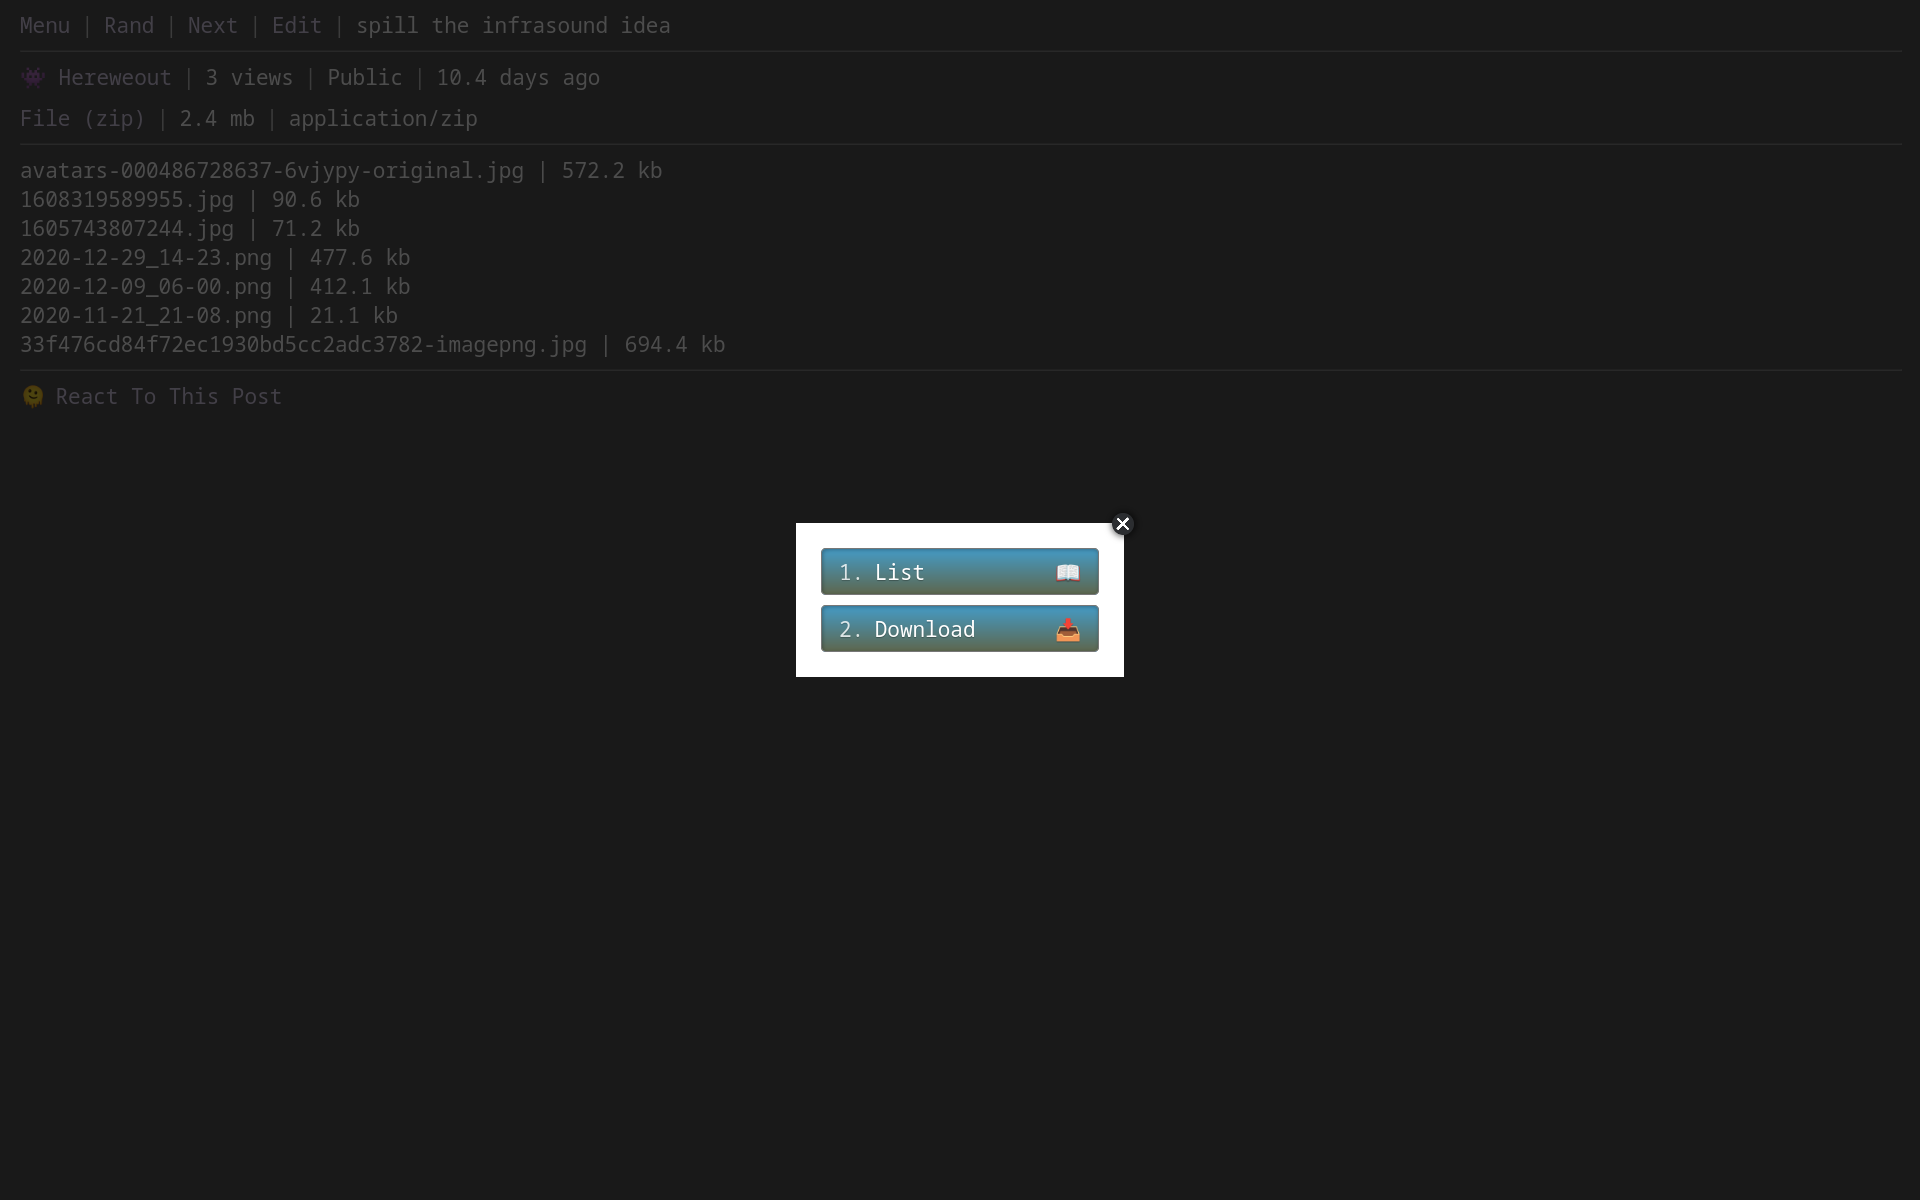 Menu | Rand | Next | Edit | spill the infrasound idea
Hereweout | 3 views | Public | 10.4 days ago
File (zip) | 2.4 mb | application/zip
avatars-000486728637-6vjypy-original.jpg | 572.2 kb
1608319589955.jpg | 90.6 kb
1605743807244.jpg | 71.2 kb
2020-12-29_14-23.png | 477.6 kb
2020-12-09_06-00.png | 412.1 kb
2020-11-21_21-08.png | 21.1 kb
33f476cd84f72ec1930bd5cc2adc3782-imagepng.jpg | 694.4 kb
React To This Post
1. List
2. Download